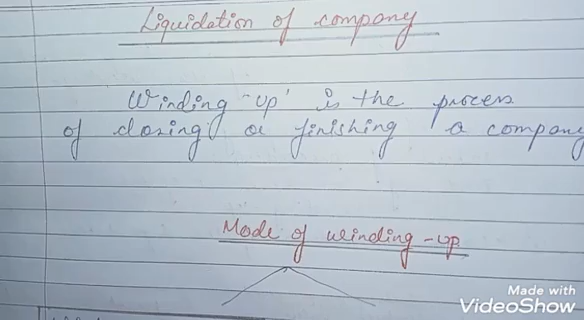 Liquidation of company
Winding-up' is the process
of closing or finishing a company
Mode of winding-up
Made with
VideoShow